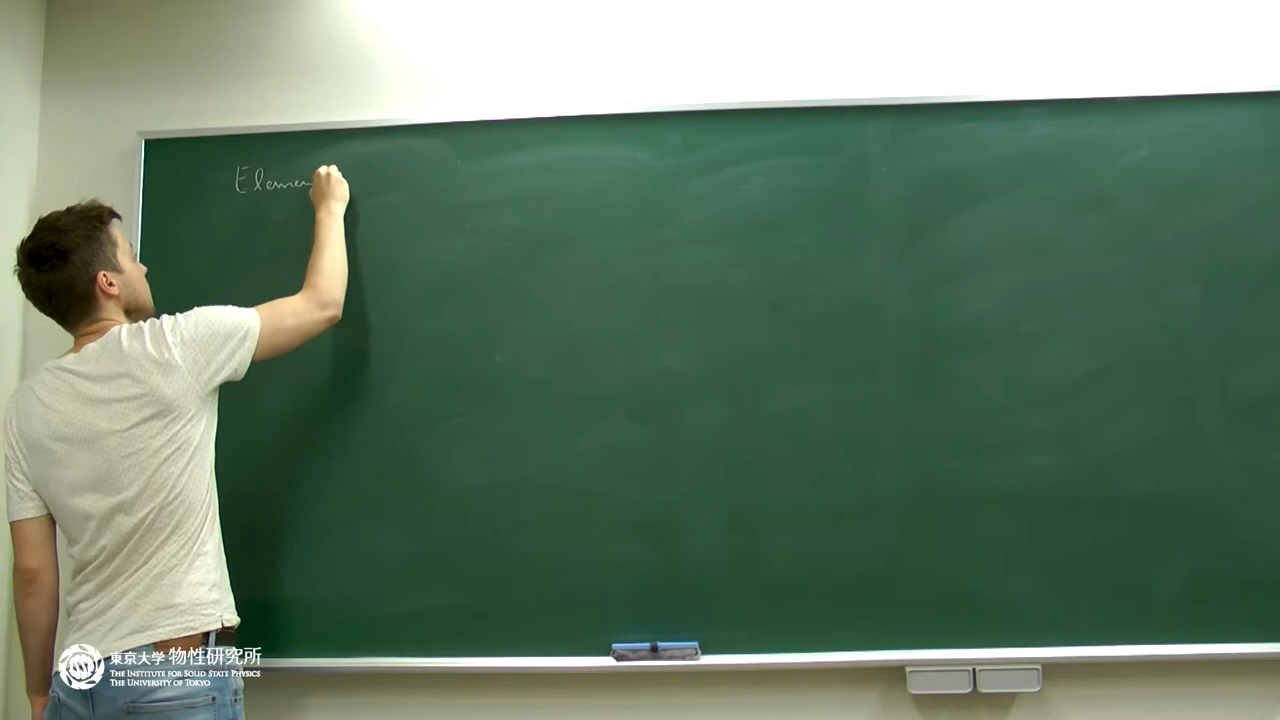 Elemen
東京大学 物性研究所
THE INSTITUTE FOR SOLID STATE PHYSICS
THE UNIVERSITY OF TOKYO